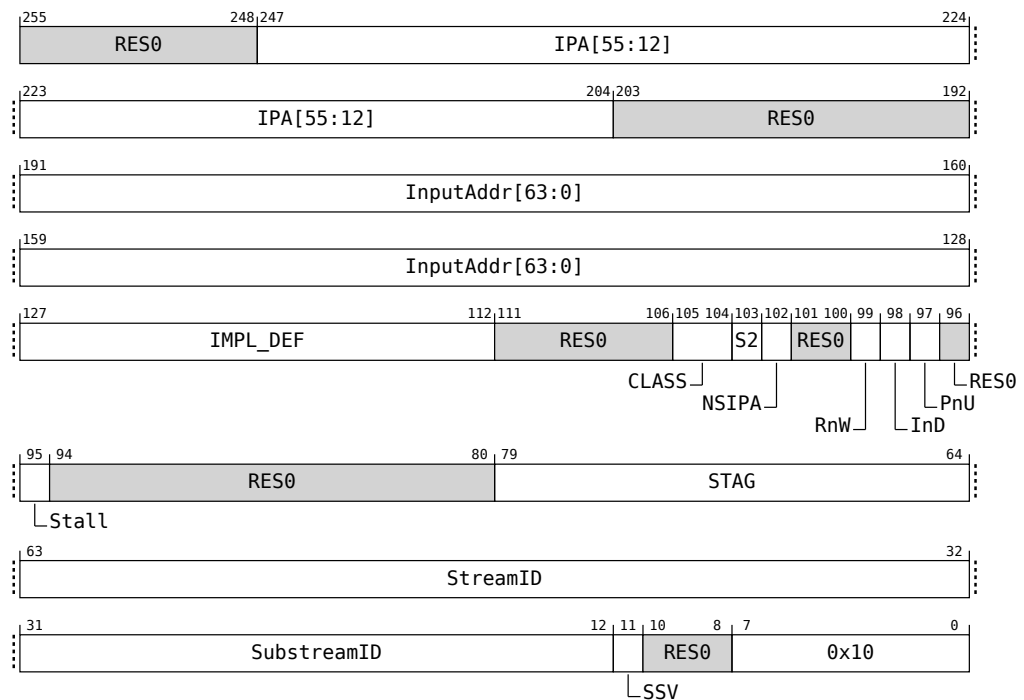 255 248 247 224
RES0 IPA[55:12]
223 204 203 192
IPA[55:12] RES0
191 160
InputAddr[63:0]
159 128
InputAddr[63:0]
127 112 111 106 105 104 103 102 101 100 99 98 97 96
IMPL_DEF RES0 S2 RES0
CLASS RES0
NSIPA PnU
RnW InD
95 94 80 79 64
RES0 STAG
Stall
63 32
StreamID
31 12 11 10 8 7 0
SubstreamID RES0 0x10
SSV